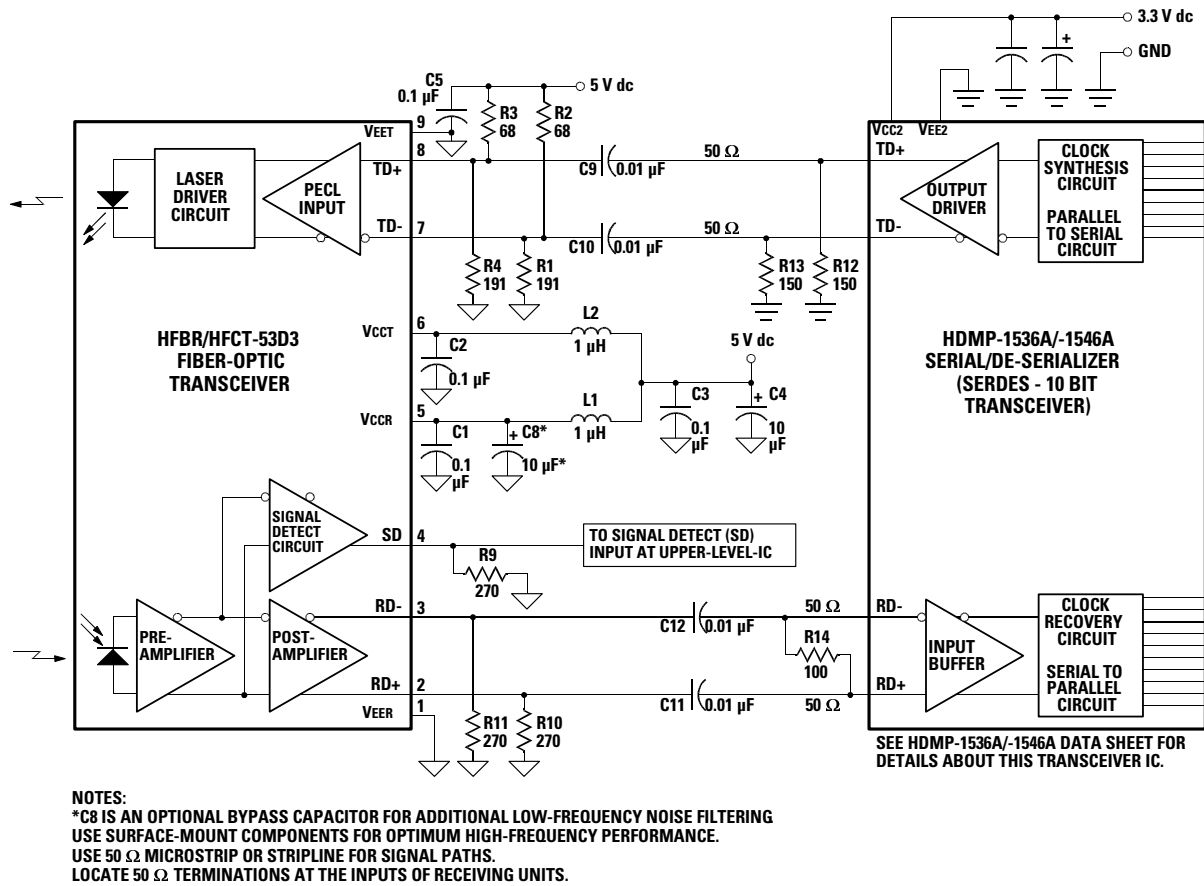 3.3 V dc
GND
C5
0.1 µF
5 V dc
R3
68
R2
68
9
VEET
VCC2
VEE2
8
TD+
50 Ω
TD+
C9
0.01 µF
LASER
DRIVER
CIRCUIT
PECL
INPUT
OUTPUT
DRIVER
CLOCK
SYNTHESIS
CIRCUIT
PARALLEL
TO SERIAL
CIRCUIT
TD-
7
50 Ω
TD-
C10
0.01 µF
R4
191
R1
191
R13
150
R12
150
HFBR/HFCT-53D3
FIBER-OPTIC
TRANSCEIVER
VCCT
6
L2
1 µH
C2
0.1 µF
5 V dc
HDMP-1536A/-1546A
SERIAL/DE-SERIALIZER
(SERDES - 10 BIT
TRANSCEIVER)
VCCR
5
L1
1 µH
C1
0.1
µF
+ C8*
10 µF*
C3
0.1
µF
+ C4
10
µF
SIGNAL
DETECT
CIRCUIT
SD
4
TO SIGNAL DETECT (SD)
INPUT AT UPPER-LEVEL-IC
R9
270
RD-
3
C12
0.01 µF
50 Ω
RD-
PRE-
AMPLIFIER
POST-
AMPLIFIER
R14
100
INPUT
BUFFER
CLOCK
RECOVERY
CIRCUIT
SERIAL TO
PARALLEL
CIRCUIT
RD+
2
C11
0.01 µF
50 Ω
RD+
VEER
1
R11
270
R10
270
SEE HDMP-1536A/-1546A DATA SHEET FOR
DETAILS ABOUT THIS TRANSCEIVER IC.
NOTES:
*C8 IS AN OPTIONAL BYPASS CAPACITOR FOR ADDITIONAL LOW-FREQUENCY NOISE FILTERING
USE SURFACE-MOUNT COMPONENTS FOR OPTIMUM HIGH-FREQUENCY PERFORMANCE.
USE 50 Ω MICROSTRIP OR STRIPLINE FOR SIGNAL PATHS.
LOCATE 50 Ω TERMINATIONS AT THE INPUTS OF RECEIVING UNITS.